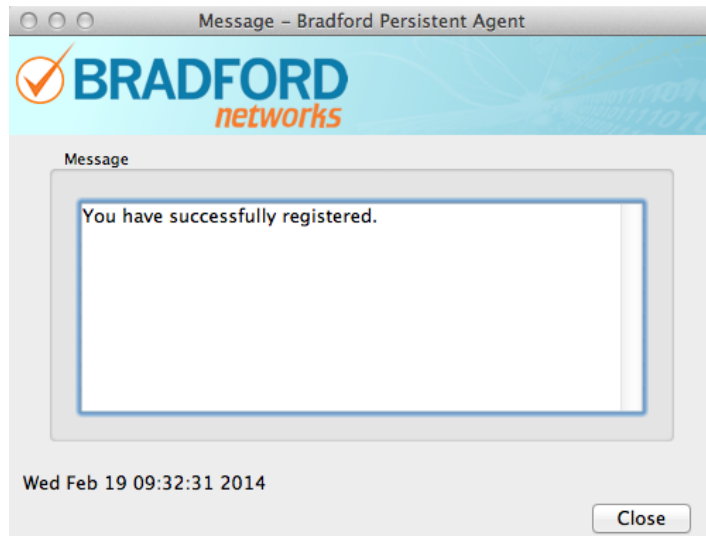 Message – Bradford Persistent Agent
BRADFORD
networks
Message
You have successfully registered.
Wed Feb 19 09:32:31 2014
Close